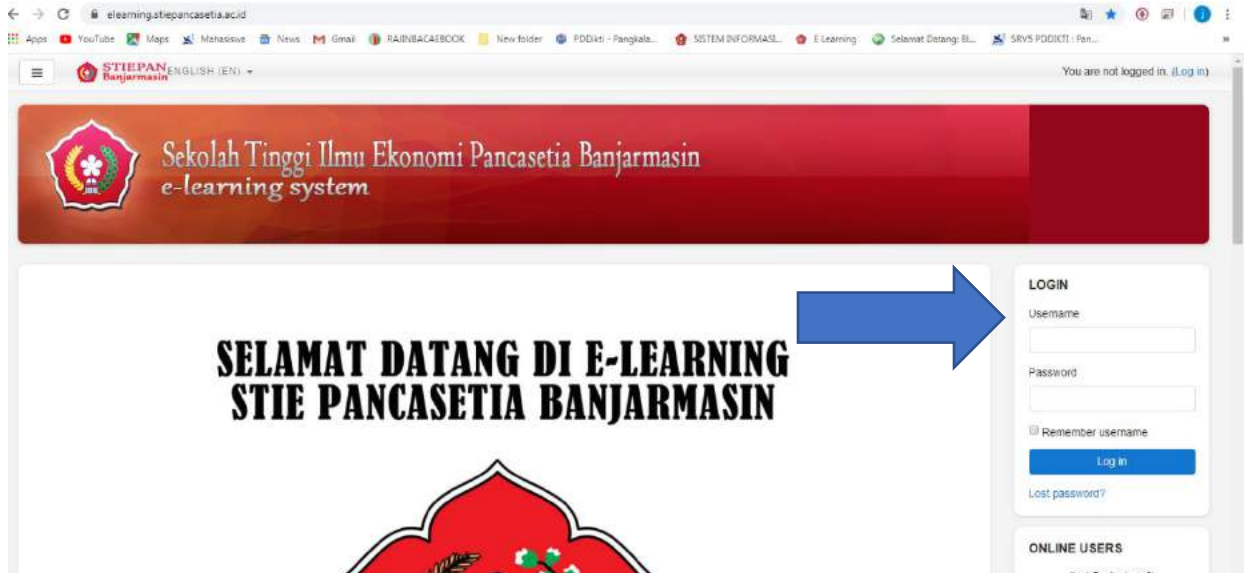 elearning.stiepancasetia.ac.id
Apps YouTube Maps Mahasiswa News Gmail RAIINBACAEBOOK New folder PDDikti - Pangkala... SISTEM INFORMASI... E-Learning Selamat Datang: BI... SRV5 PDDIKTI : Pan...
STIEPAN Banjarmasin ENGLISH (EN) You are not logged in. (Log in)
Sekolah Tinggi Ilmu Ekonomi Pancasetia Banjarmasin
e-learning system
SELAMAT DATANG DI E-LEARNING
STIE PANCASETIA BANJARMASIN
LOGIN
Username
Password
Remember username
Log in
Lost password?
ONLINE USERS